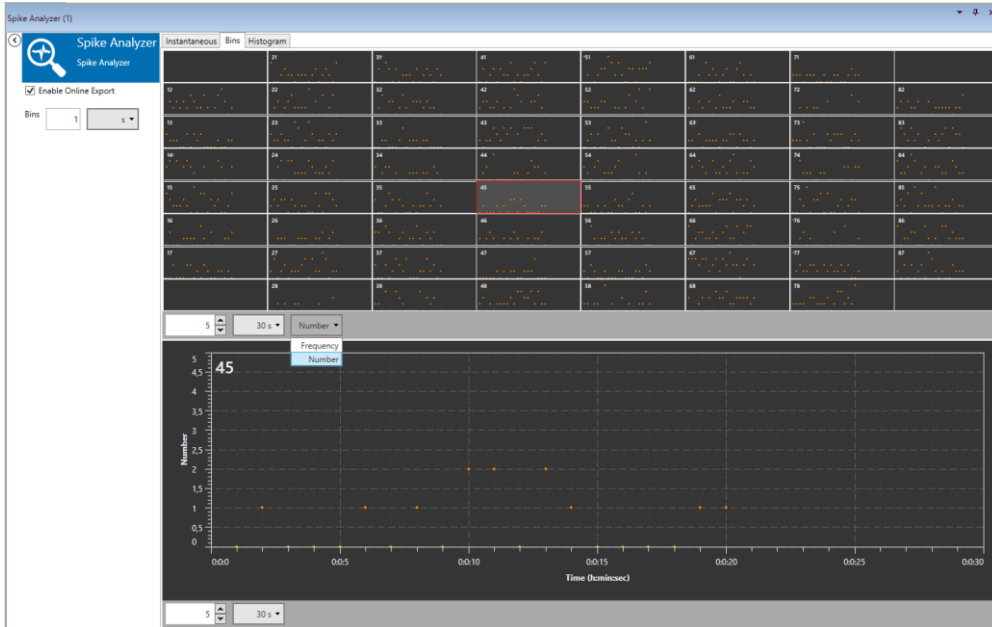 Spike Analyzer (1)
Spike Analyzer
Spike Analyzer
Enable Online Export
Bins 1 s
Instantaneous Bins Histogram
21 31 41 51 61 71
12 22 32 42 52 62 72 82
13 23 33 43 53 63 73 83
24 34 44 54 64 74 84
15 25 35 45 55 65 75 85
16 26 36 46 56 66 76 86
17 27 37 47 57 67 77 87
28 38 48 58 68 78
5 30 s Number
Frequency
Number
45
5
4,5
4
3,5
3
2,5
2
1,5
1
0,5
0
Number
0:0:0 0:0:5 0:0:10 0:0:15 0:0:20 0:0:25 0:0:30
Time (h:min:sec)
5 30 s